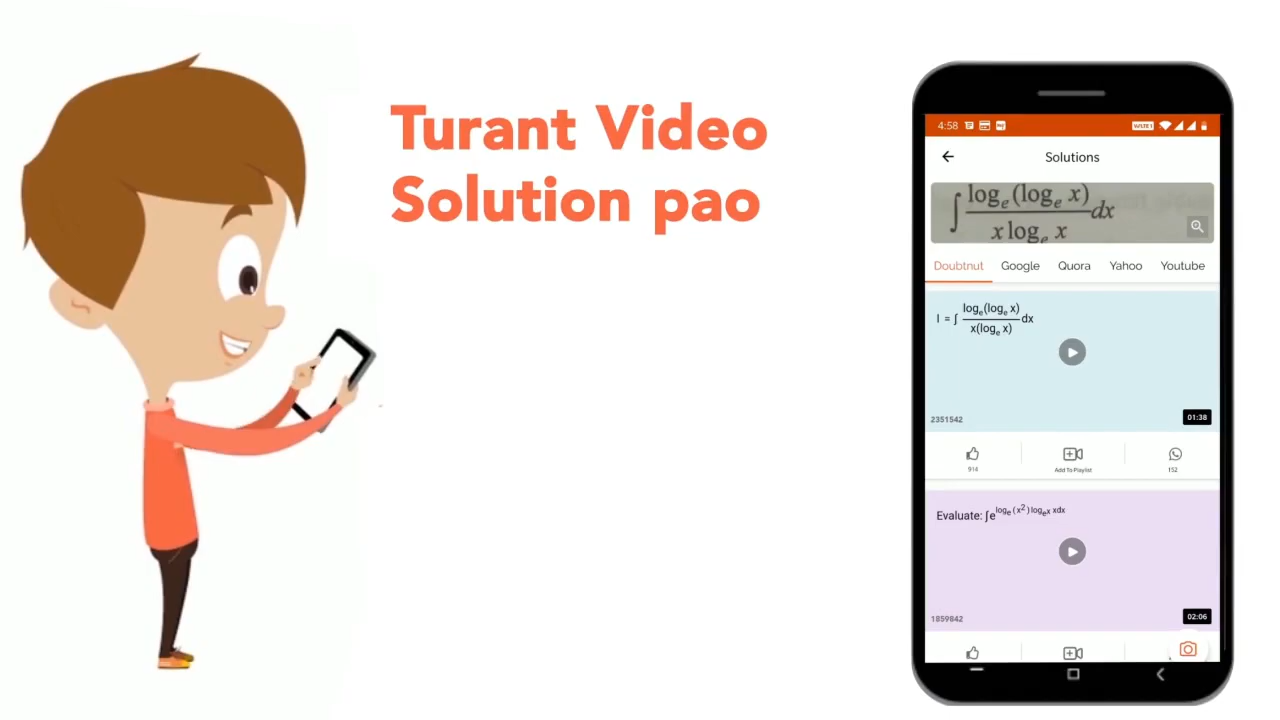 Turant Video
Solution pao
4:58
Solutions
∫ logₑ(logₑ x) / x logₑ x dx
Doubtnut Google Quora Yahoo Youtube
I = ∫ logₑ(logₑ x) / x(logₑ x) dx
2351542 01:38
914 Add To Playlist 152
Evaluate: ∫e^logₑ(x²)logₑx xdx
1859842 02:06